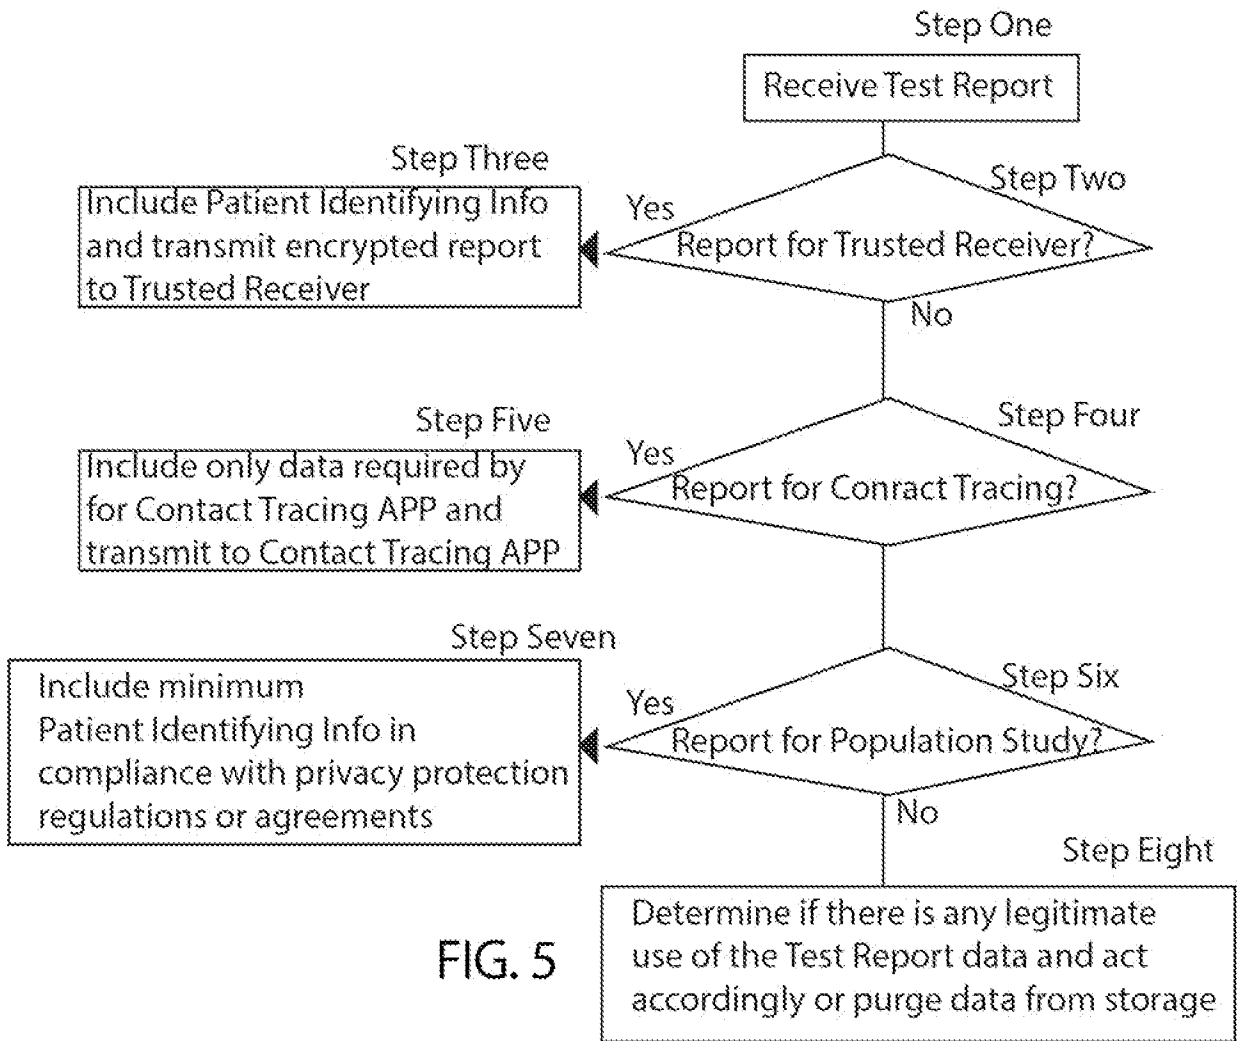 Step One
Receive Test Report
Step Two
Report for Trusted Receiver?
Yes
No
Step Three
Include Patient Identifying Info
and transmit encrypted report
to Trusted Receiver
Step Four
Report for Conract Tracing?
Yes
Step Five
Include only data required by
for Contact Tracing APP and
transmit to Contact Tracing APP
Step Six
Report for Population Study?
Yes
No
Step Seven
Include minimum
Patient Identifying Info in
compliance with privacy protection
regulations or agreements
Step Eight
Determine if there is any legitimate
use of the Test Report data and act
accordingly or purge data from storage
FIG. 5